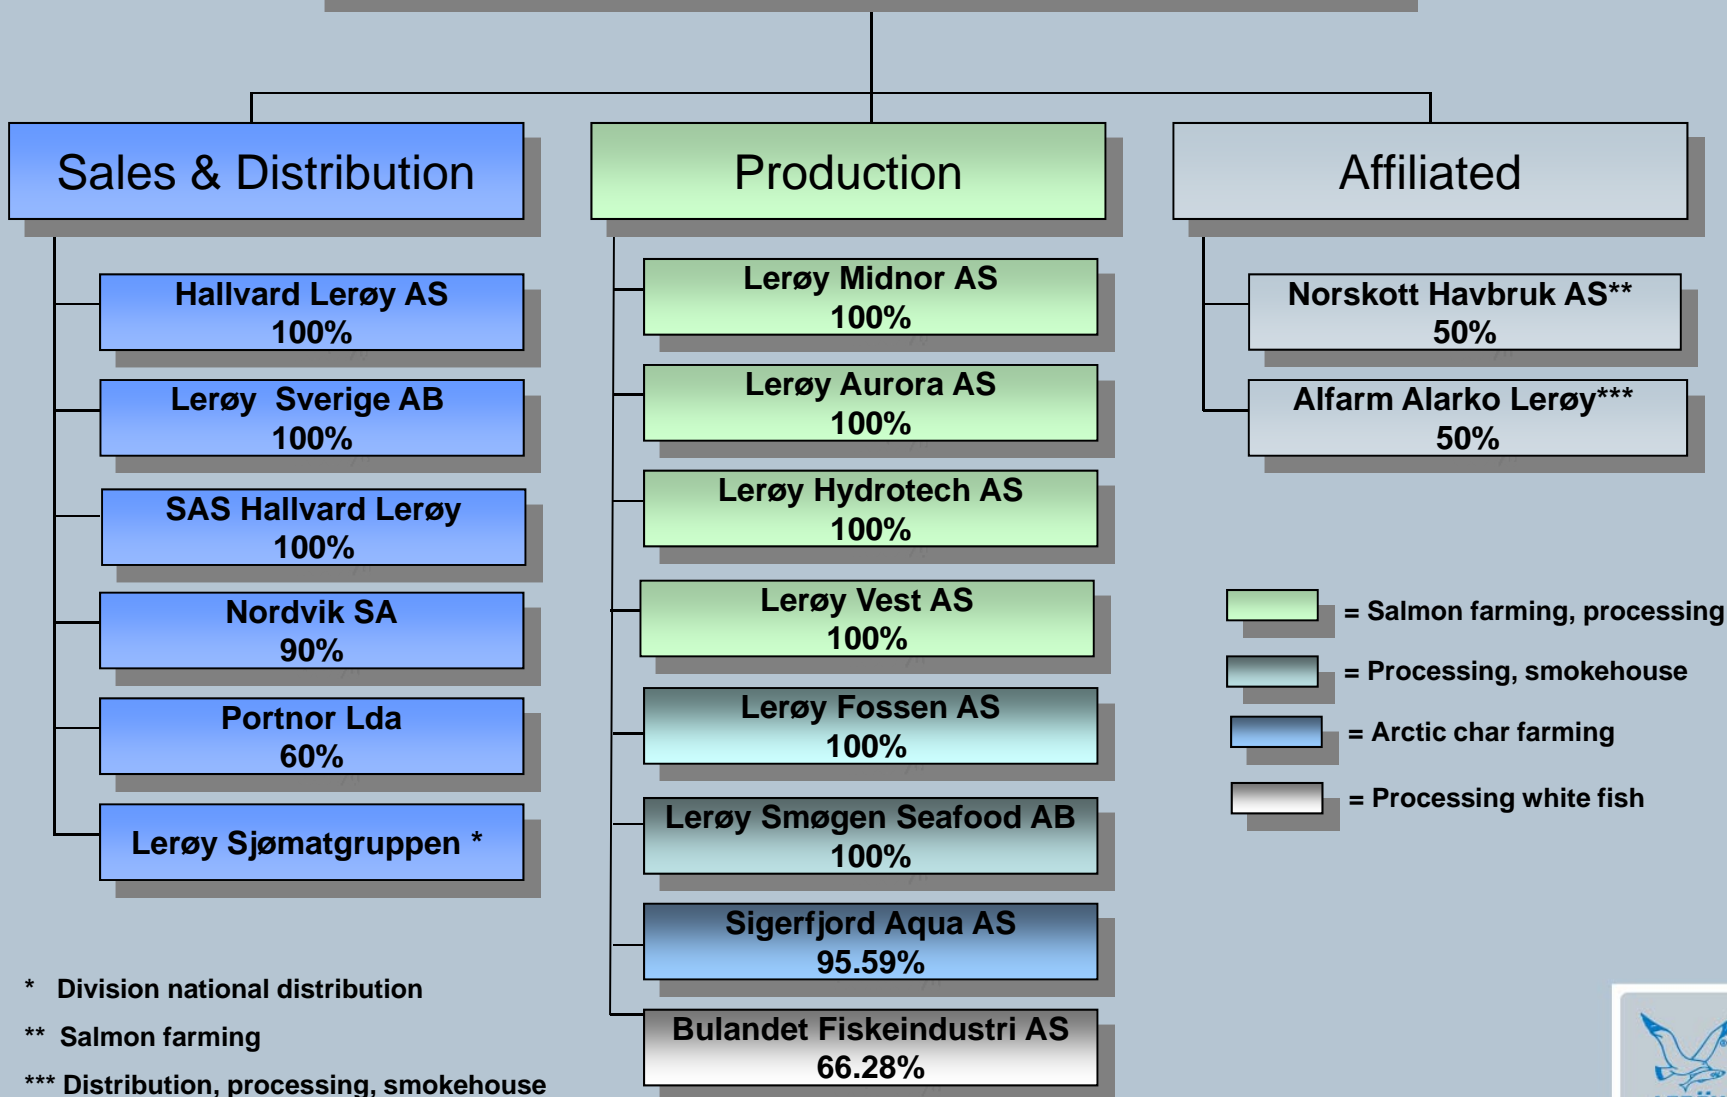 Sales & Distribution
Hallvard Lerøy AS
100%
Lerøy Sverige AB
100%
SAS Hallvard Lerøy
100%
Nordvik SA
90%
Portnor Lda
60%
Lerøy Sjømatgruppen *
Production
Lerøy Midnor AS
100%
Lerøy Aurora AS
100%
Lerøy Hydrotech AS
100%
Lerøy Vest AS
100%
Lerøy Fossen AS
100%
Lerøy Smøgen Seafood AB
100%
Sigerfjord Aqua AS
95.59%
Bulandet Fiskeindustri AS
66.28%
Affiliated
Norskott Havbruk AS**
50%
Alfarm Alarko Lerøy***
50%
= Salmon farming, processing
= Processing, smokehouse
= Arctic char farming
= Processing white fish
* Division national distribution
** Salmon farming
*** Distribution, processing, smokehouse